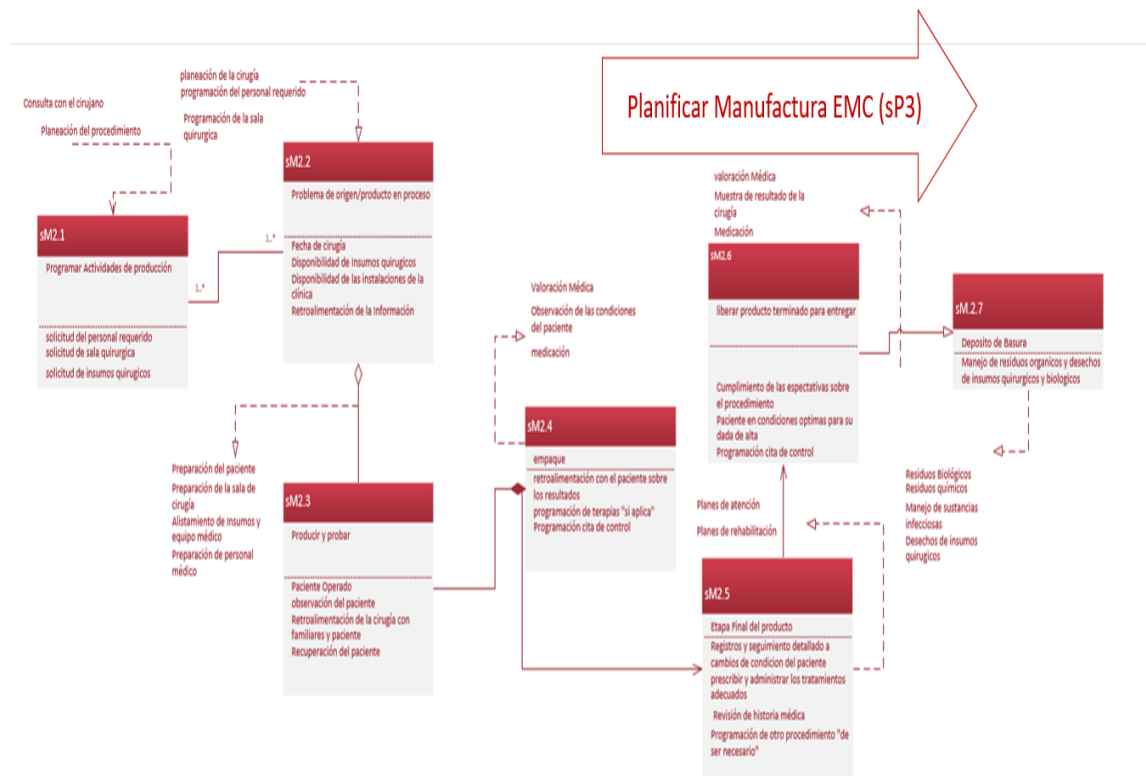 Planificar Manufactura EMC (sP3)
planeación de la cirugía
programación del personal requerido
Programación de la sala
quirurgica
Consulta con el cirujano
Planeación del procedimiento
sM2.1
Programar Actividades de producción
solicitud del personal requerido
solicitud de sala quirurgica
solicitud de insumos quirugicos
1..*
1..*
sM2.2
Problema de origen/producto en proceso
Fecha de cirugía
Disponibilidad de Insumos quirugicos
Disponibilidad de las instalaciones de la
clínica
Retroalimentación de la Información
Preparación del paciente
Preparación de la sala de
cirugía
Alistamiento de Insumos y
equipo médico
Preparación de personal
médico
sM2.3
Producir y probar
Paciente Operado
observación del paciente
Retroalimentación de la cirugía con
familiares y paciente
Recuperación del paciente
Valoración Médica
Observación de las condiciones
del paciente
medicación
sM2.4
empaque
retroalimentación con el paciente sobre
los resultados
programación de terapias "si aplica"
Programación cita de control
valoración Médica
Muestra de resultado de la
cirugía
Medicación
sM2.6
liberar producto terminado para entregar
Cumplimiento de las espectativas sobre
el procedimiento
Paciente en condiciones optimas para su
dada de alta
Programación cita de control
Planes de atención
Planes de rehabilitación
sM2.5
Etapa Final del producto
Registros y seguimiento detallado a
cambios de condicion del paciente
prescribir y administrar los tratamientos
adecuados
Revisión de historia médica
Programación de otro procedimiento "de
ser necesario"
sM.2.7
Deposito de Basura
Manejo de residuos organicos y desechos
de insumos quirurgicos y biologicos
Residuos Biológicos
Residuos químicos
Manejo de sustancias
infecciosas
Desechos de insumos
quirugicos